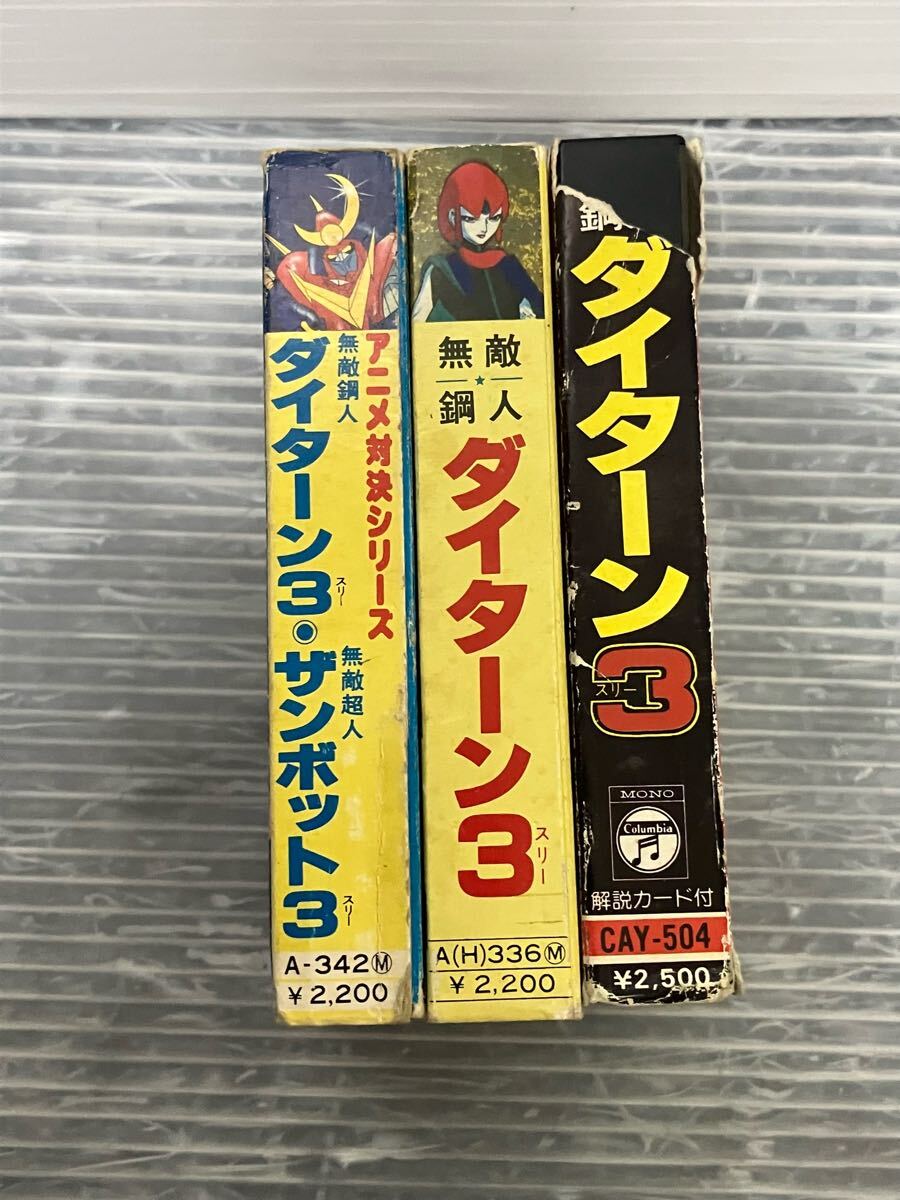 アニメ対決シリーズ
無敵鋼人
ダイターン3・
スリー
無敵超人
ザンボット3
スリー
A-342Ⓜ
¥2,200
無敵
★
鋼人
ダイターン3
スリー
A(H)336Ⓜ
¥2,200
鋼
ダイターン3
スリー
MONO
Columbia
解説カード付
CAY-504
¥2,500